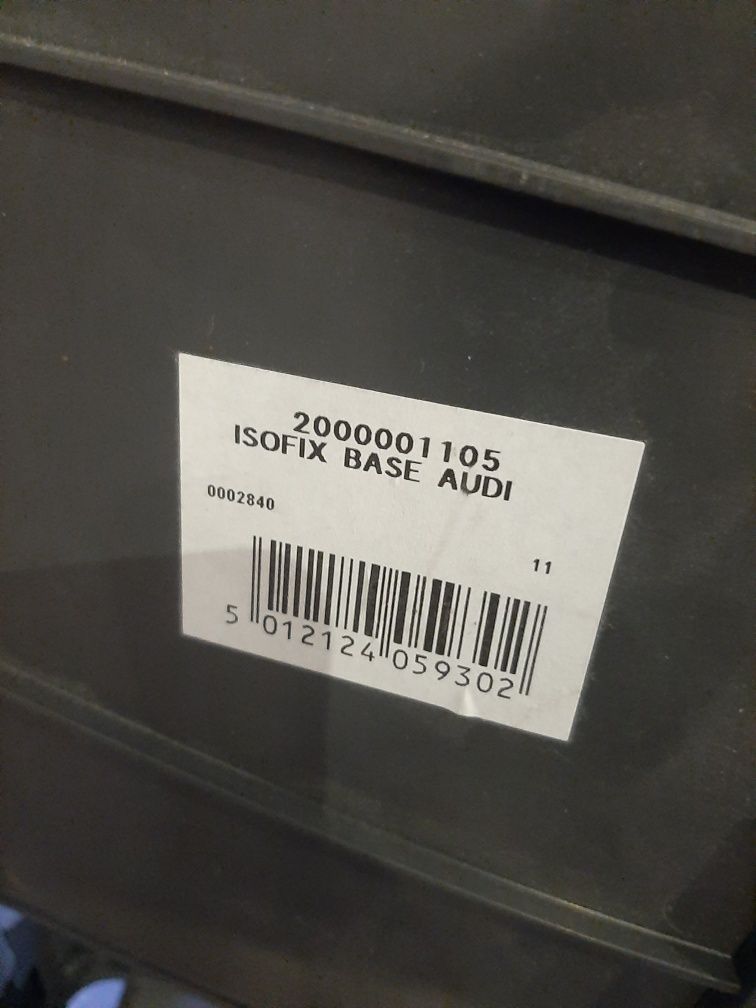 2000001105
ISOFIX BASE AUDI
0002840
11
5 012124 059302